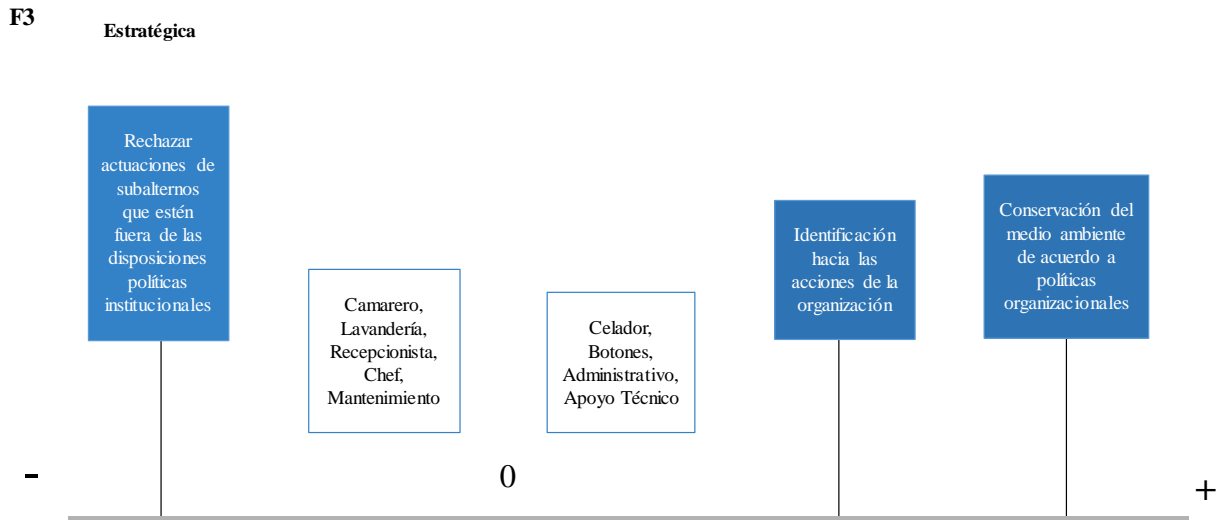 F3
Estratégica
Rechazar
actuaciones de
subalternos
que estén
fuera de las
disposiciones
políticas
institucionales
Camarero,
Lavandería,
Recepcionista,
Chef,
Mantenimiento
Celador,
Botones,
Administrativo,
Apoyo Técnico
Identificación
hacia las
acciones de la
organización
Conservación del
medio ambiente
de acuerdo a
políticas
organizacionales
-
0
+